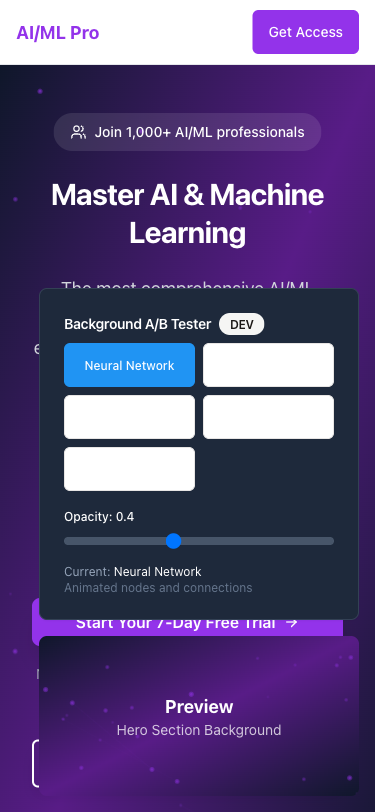 AI/ML Pro
Get Access
Join 1,000+ AI/ML professionals
Master AI & Machine
Learning
The most comprehensive AI/ML
Background A/B Tester
DEV
Neural Network
Opacity: 0.4
Current: Neural Network
Animated nodes and connections
Start Your 7-Day Free Trial →
Preview
Hero Section Background